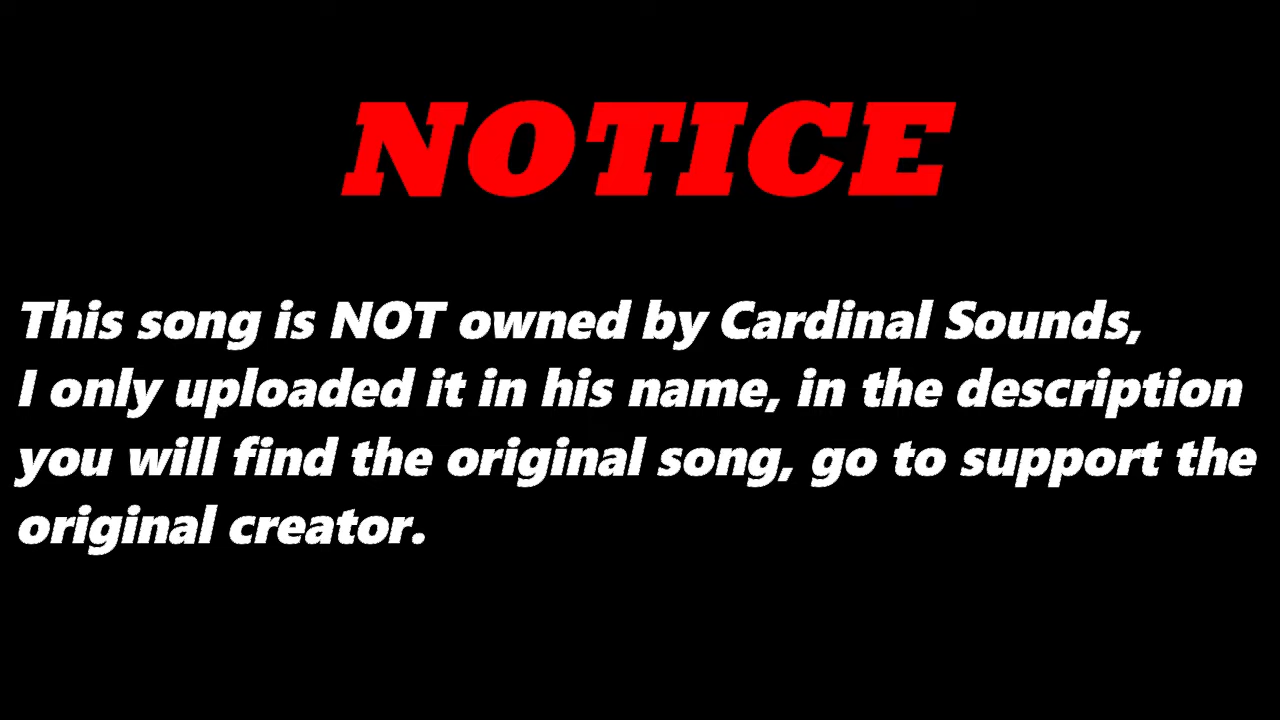 NOTICE
This song is NOT owned by Cardinal Sounds,
I only uploaded it in his name, in the description
you will find the original song, go to support the
original creator.